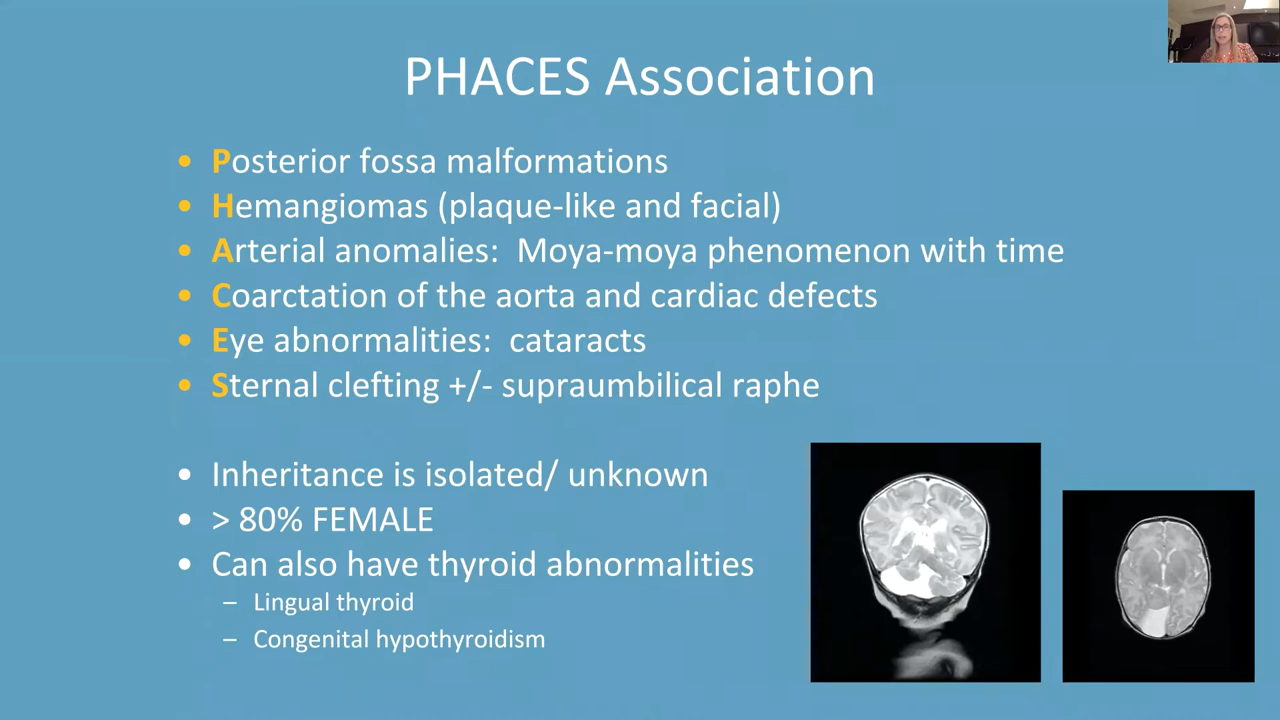 PHACES Association
• Posterior fossa malformations
• Hemangiomas (plaque-like and facial)
• Arterial anomalies:  Moya-moya phenomenon with time
• Coarctation of the aorta and cardiac defects
• Eye abnormalities:  cataracts
• Sternal clefting +/- supraumbilical raphe
• Inheritance is isolated/ unknown
• > 80% FEMALE
• Can also have thyroid abnormalities
– Lingual thyroid
– Congenital hypothyroidism